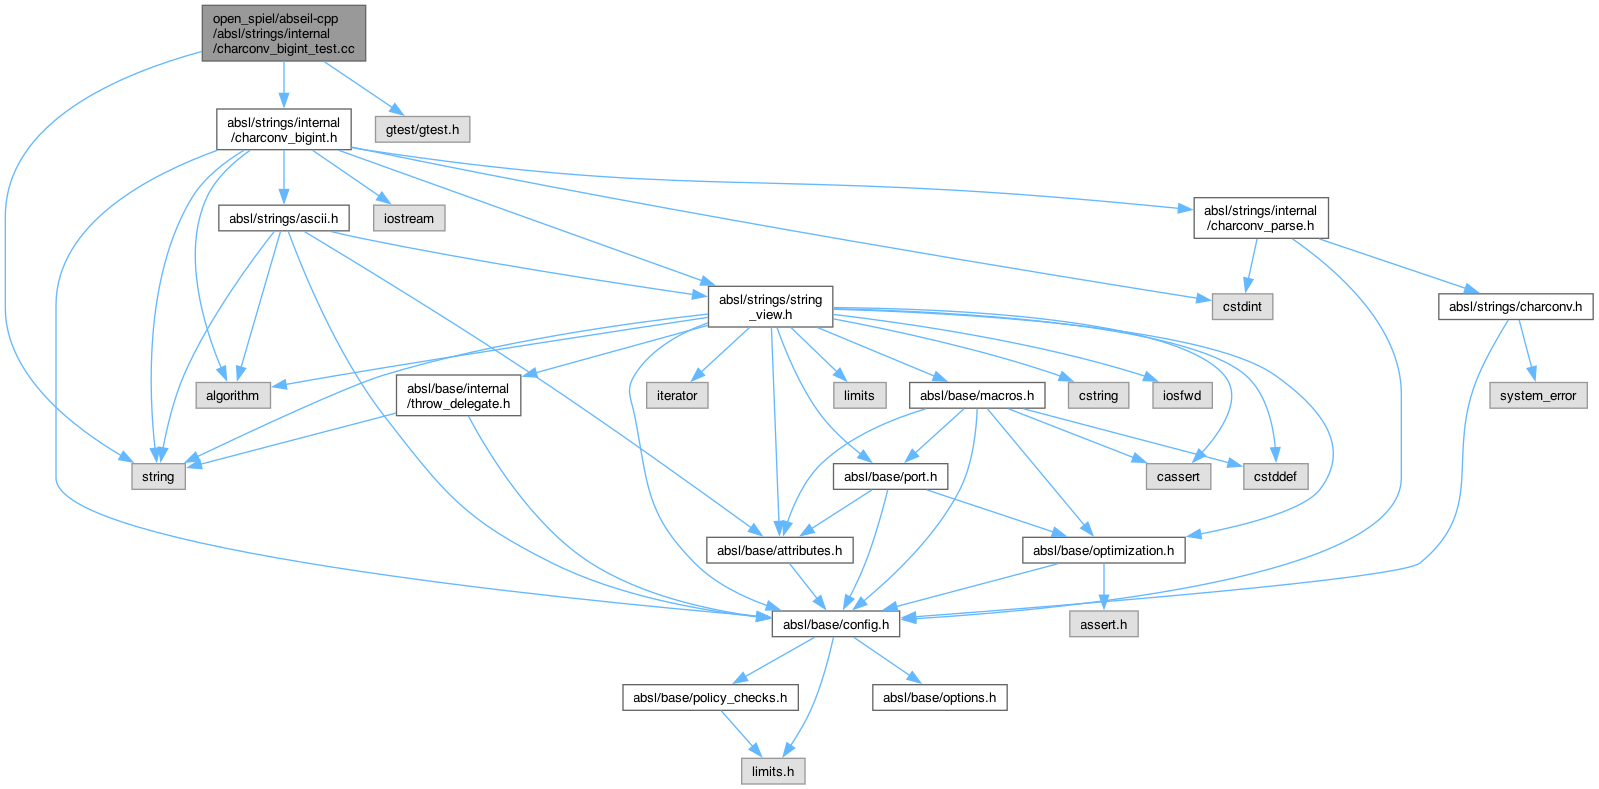 open_spiel/abseil-cpp
/absl/strings/internal
/charconv_bigint_test.cc
absl/strings/internal
/charconv_bigint.h
gtest/gtest.h
absl/strings/ascii.h
iostream
absl/strings/internal
/charconv_parse.h
absl/strings/string
_view.h
cstdint
absl/strings/charconv.h
algorithm
absl/base/internal
/throw_delegate.h
iterator
limits
absl/base/macros.h
cstring
iosfwd
system_error
string
absl/base/port.h
cassert
cstddef
absl/base/attributes.h
absl/base/optimization.h
absl/base/config.h
assert.h
absl/base/policy_checks.h
absl/base/options.h
limits.h